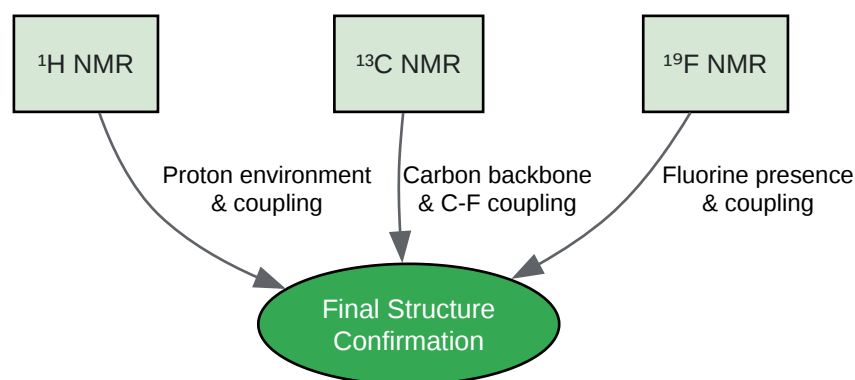 ¹H NMR
¹³C NMR
¹⁹F NMR
Proton environment
& coupling
Carbon backbone
& C-F coupling
Fluorine presence
& coupling
Final Structure
Confirmation